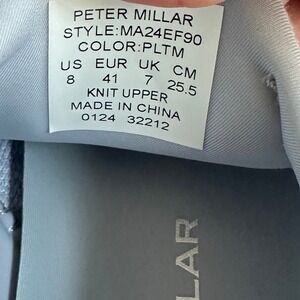 PETER MILLAR
STYLE:MA24EF90
COLOR:PLTM
US EUR UK CM
8 41 7 25.5
KNIT UPPER
MADE IN CHINA
0124 32212
LAR